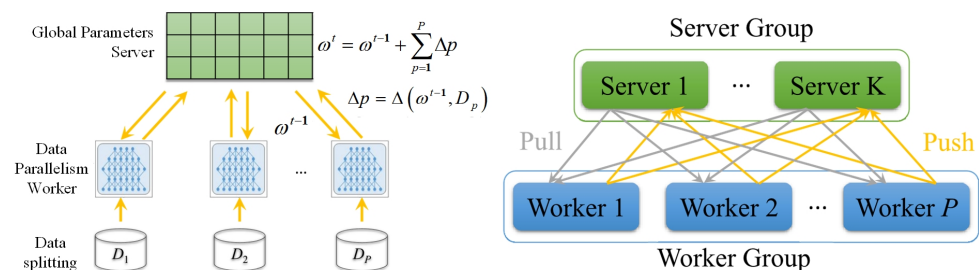 Global Parameters
Server
ω^t = ω^{t-1} + \sum_{p=1}^{P} Δp
Δp = Δ(ω^{t-1}, D_p)
ω^{t-1}
Data
Parallelism
Worker
...
Data
splitting
D_1
D_2
D_P
Server Group
Server 1
...
Server K
Pull
Push
Worker 1
Worker 2
...
Worker P
Worker Group